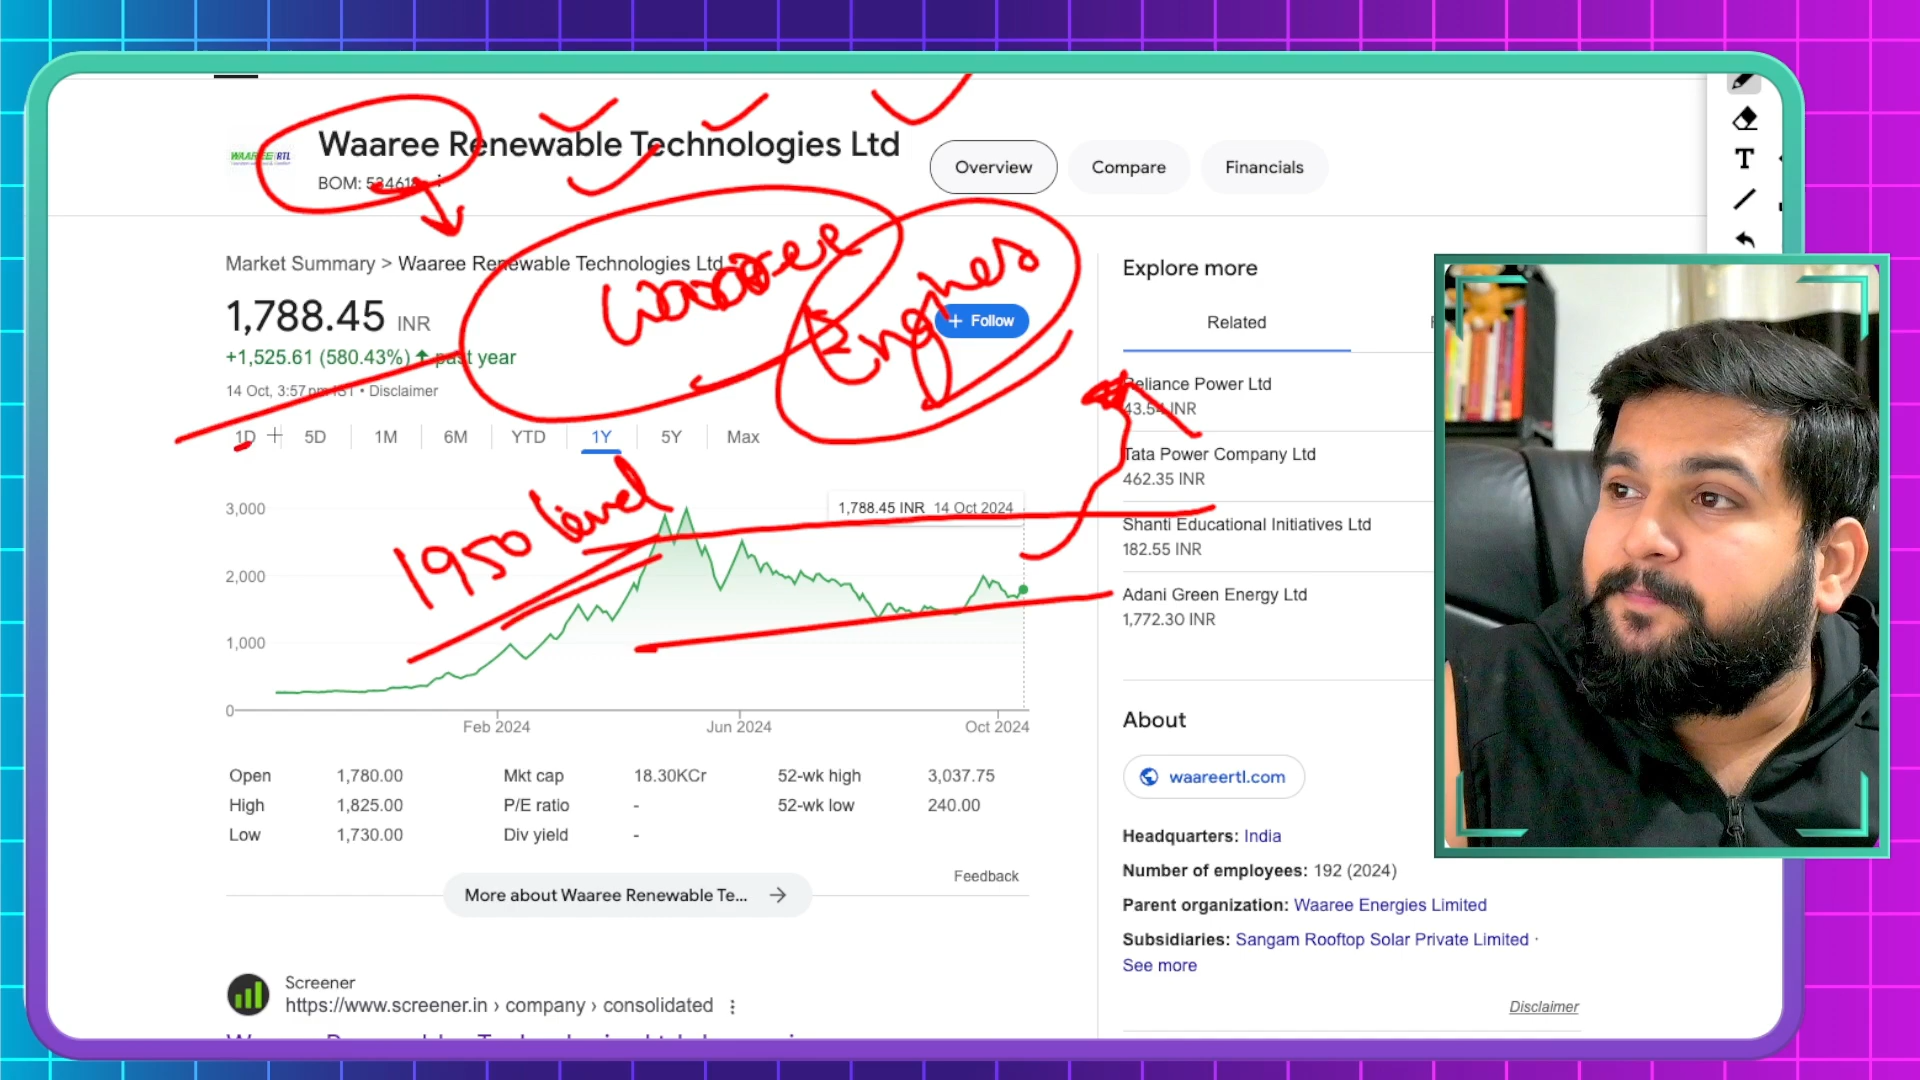 Waaree Renewable Technologies Ltd
BOM:
Overview
Compare
Financials
T
Market Summary > Waaree Renewable Technologies Ltd
1,788.45 INR
+1,525.61 (580.43%) past year
14 Oct, 3:57 pm IST • Disclaimer
+ Follow
Waaree
1D 5D 1M 6M YTD 1Y 5Y Max
1950 level
1,788.45 INR 14 Oct 2024
3,000
2,000
1,000
0
Feb 2024 Jun 2024 Oct 2024
Open 1,780.00 Mkt cap 18.30KCr 52-wk high 3,037.75
High 1,825.00 P/E ratio - 52-wk low 240.00
Low 1,730.00 Div yield -
Feedback
More about Waaree Renewable Te...
Screener
https://www.screener.in › company › consolidated
Explore more
Related
Reliance Power Ltd
43.54 INR
Tata Power Company Ltd
462.35 INR
Shanti Educational Initiatives Ltd
182.55 INR
Adani Green Energy Ltd
1,772.30 INR
About
waareertl.com
Headquarters: India
Number of employees: 192 (2024)
Parent organization: Waaree Energies Limited
Subsidiaries: Sangam Rooftop Solar Private Limited ·
See more
Disclaimer